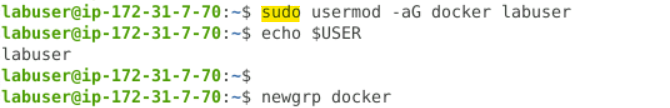 labuser@ip-172-31-7-70:~$ sudo usermod -aG docker labuser
labuser@ip-172-31-7-70:~$ echo $USER
labuser
labuser@ip-172-31-7-70:~$
labuser@ip-172-31-7-70:~$ newgrp docker